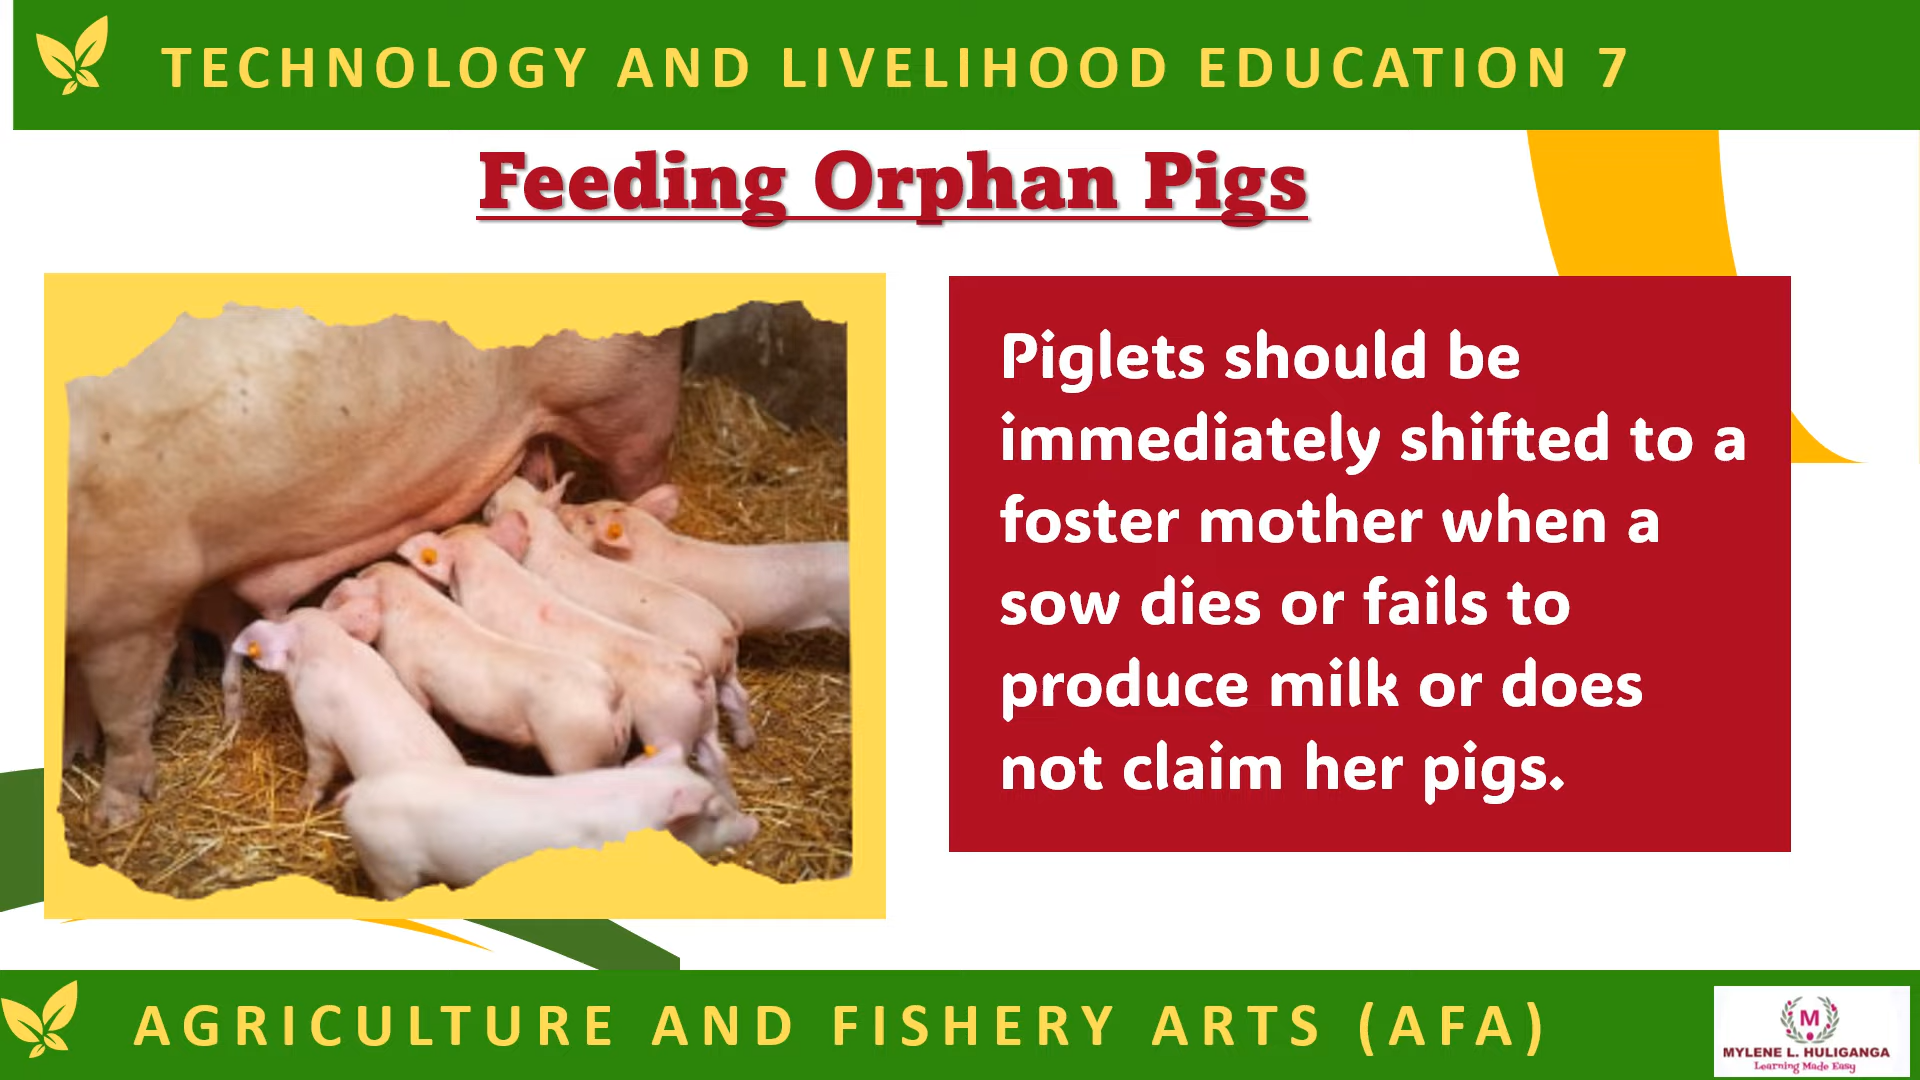 TECHNOLOGY AND LIVELIHOOD EDUCATION 7
Feeding Orphan Pigs
Piglets should be
immediately shifted to a
foster mother when a
sow dies or fails to
produce milk or does
not claim her pigs.
AGRICULTURE AND FISHERY ARTS (AFA)
M
MYLENE L. HULIGANGA
Learning Made Easy